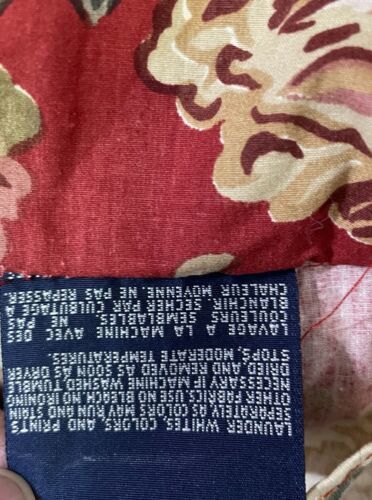 LAUNDER WHITES, COLORS, AND PRINTS
SEPARATELY AS COLORS MAY RUN AND STAIN
OTHER FABRICS. USE NO BLEACH. NO IRONING
NECESSARY IF MACHINE WASHED TUMBLE
DRIED AND REMOVED AS SOON AS DRYER
STOPS, MODERATE TEMPERATURES.
LAVAGE A LA MACHINE AVEC DES
COULEURS SEMBLABLES. NE PAS
BLANCHIR. SECHER PAR CULBUTAGE A
CHALEUR MOYENNE. NE PAS REPASSER.